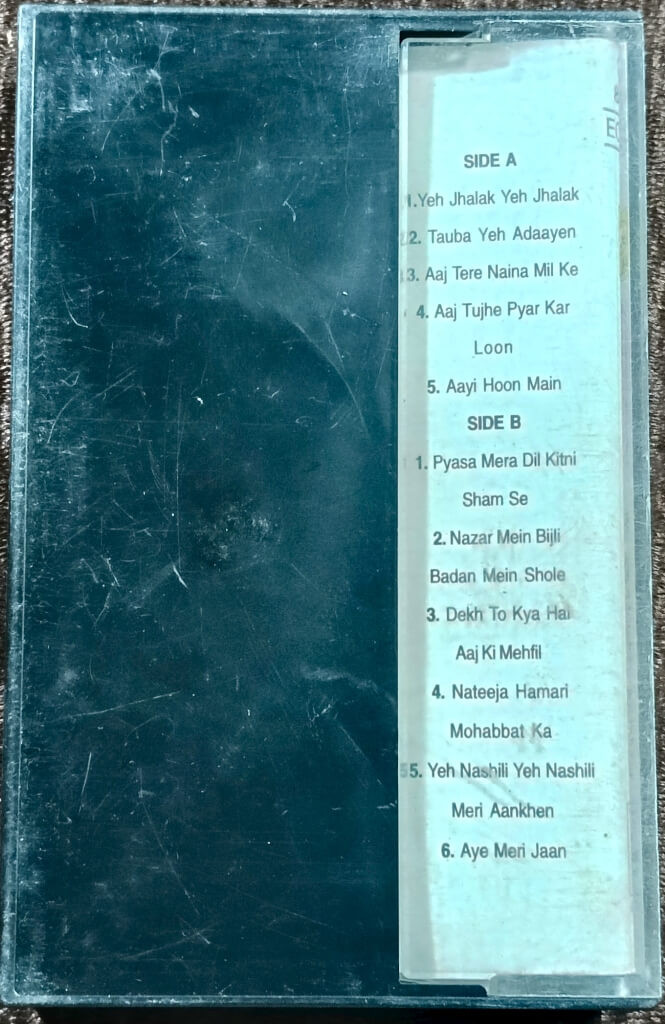 SIDE A
1.Yeh Jhalak Yeh Jhalak
2. Tauba Yeh Adaayen
3. Aaj Tere Naina Mil Ke
4. Aaj Tujhe Pyar Kar
Loon
5. Aayi Hoon Main
SIDE B
1. Pyasa Mera Dil Kitni
Sham Se
2. Nazar Mein Bijli
Badan Mein Shole
3. Dekh To Kya Hai
Aaj Ki Mehfil
4. Nateeja Hamari
Mohabbat Ka
5. Yeh Nashili Yeh Nashili
Meri Aankhen
6. Aye Meri Jaan